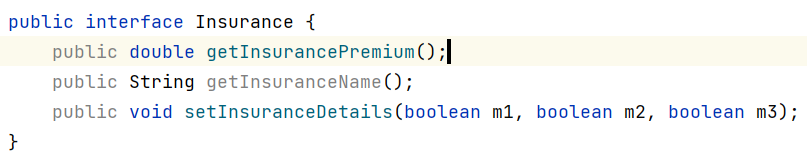 public interface Insurance {
    public double getInsurancePremium();
    public String getInsuranceName();
    public void setInsuranceDetails(boolean m1, boolean m2, boolean m3);
}